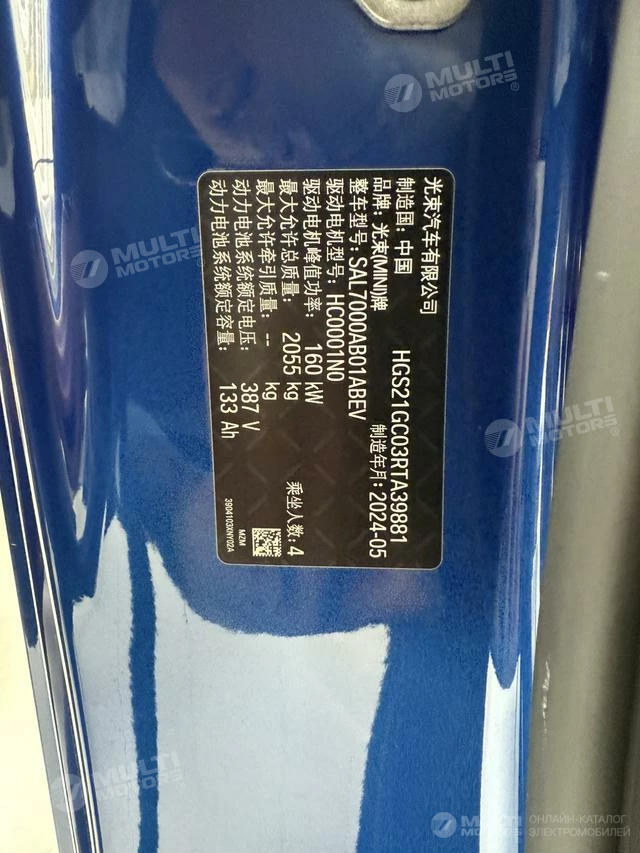 光束汽车有限公司
HGS21GC03RTA39881
制造国: 中国
制造年月: 2024-05
品牌: 光束(MINI)牌
整车型号: SAL7000AB01ABEV
驱动电机型号: HC0001N0
驱动电机峰值功率: 160 kW
最大允许总质量: 2055 kg
乘坐人数: 4
最大允许牵引质量: -- kg
动力电池系统额定电压: 387 V
动力电池系统额定容量: 133 Ah
MZM
3904103XNY02A
MULTI MOTORS®
MULTI MOTORS®
MULTI MOTORS
MULTI MOTORS
MULTI MOTORS
ОНЛАЙН-КАТАЛОГ
ЭЛЕКТРОМОБИЛЕЙ